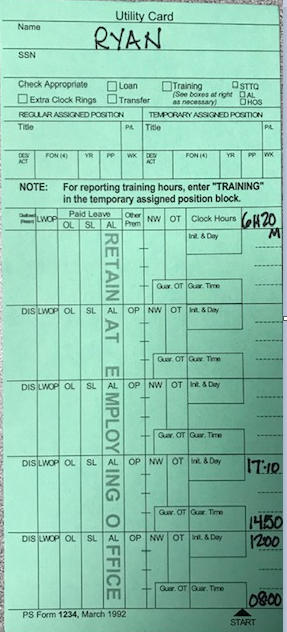 Utility Card
Name
RYAN
SSN
Check Appropriate
Loan
Training
STTQ
(See boxes at right as necessary)
AL
Extra Clock Rings
Transfer
HOS
REGULAR ASSIGNED POSITION TEMPORARY ASSIGNED POSITION
Title P/L Title P/L
DES/ACT FON (4) YR PP WK DES/ACT FON (4) YR PP WK
NOTE: For reporting training hours, enter "TRAINING"
in the temporary assigned position block.
LWOP Paid Leave Other Prem NW OT Clock Hours
OL SL AL
Init. & Day
M
Guar. OT Guar. Time
DIS LWOP OL SL AL OP NW OT Init. & Day
Guar. OT Guar. Time
DIS LWOP OL SL AL OP NW OT Init. & Day
Guar. OT Guar. Time
DIS LWOP OL SL AL OP NW OT Init. & Day 17·10
Guar. OT Guar. Time 1450
DIS LWOP OL SL AL OP NW OT Init. & Day 1200
Guar. OT Guar. Time 0800
RETAIN AT EMPLOYING OFFICE
PS Form 1234, March 1992
START